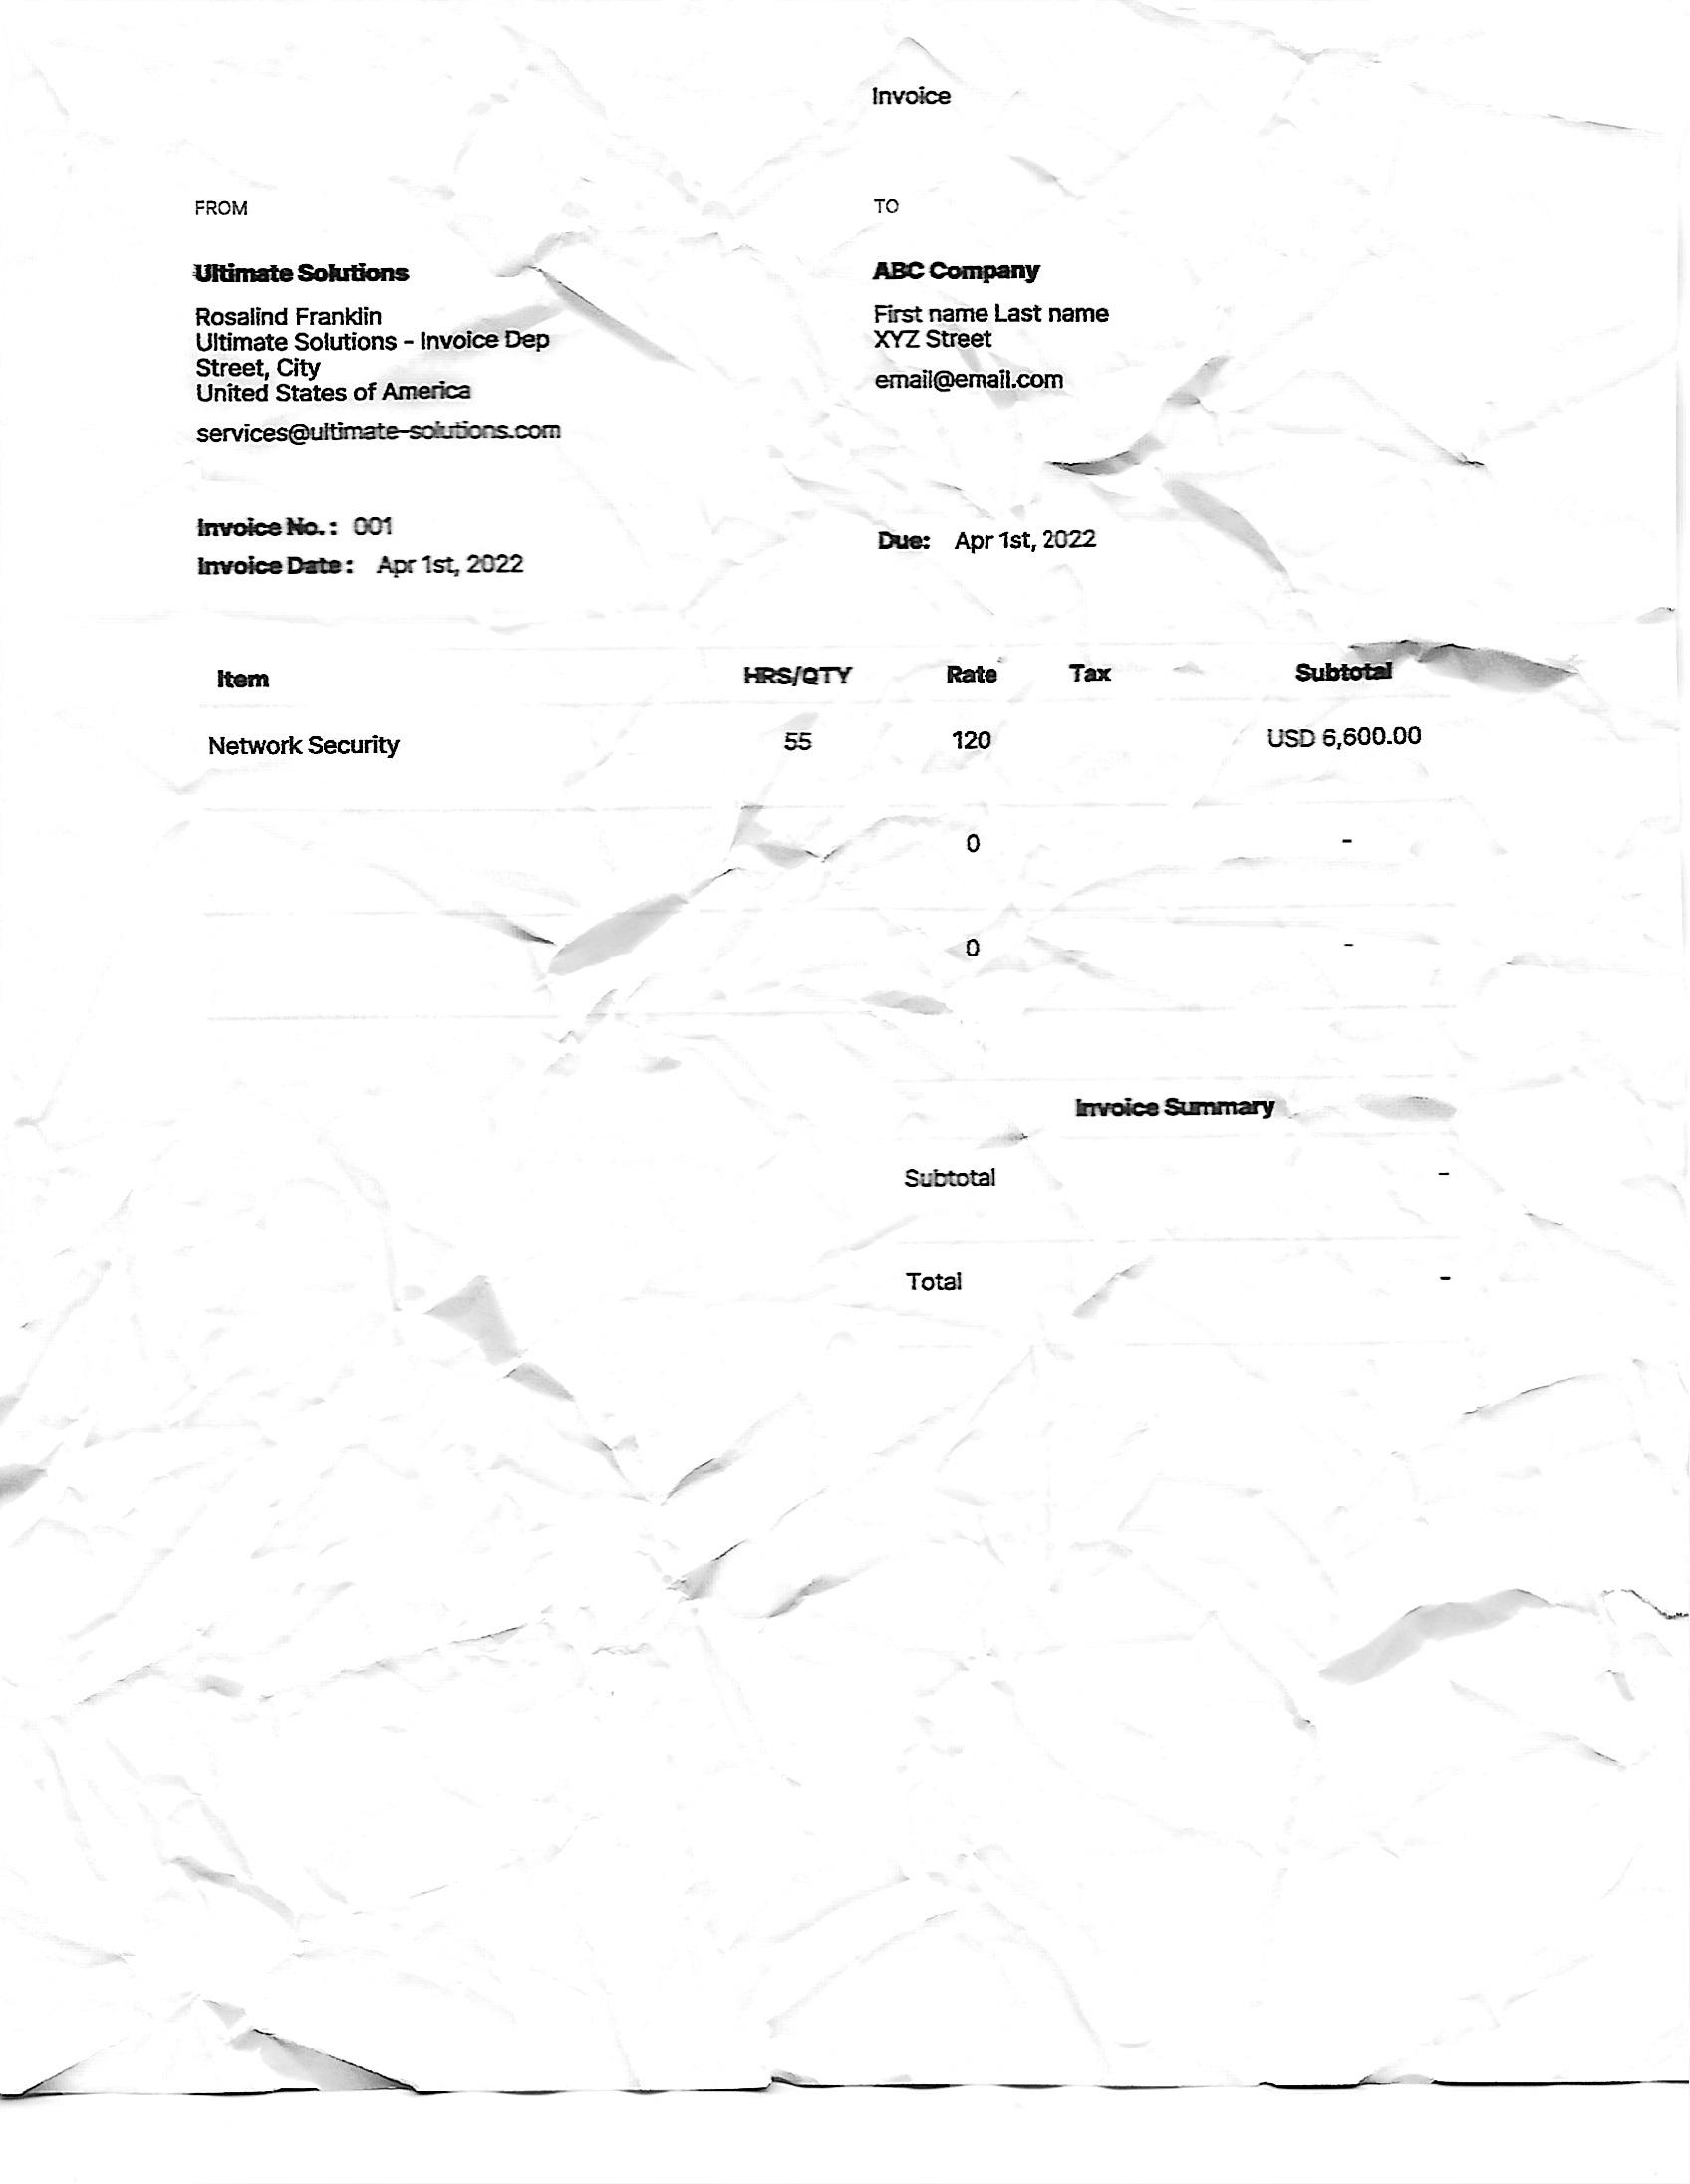 Invoice
FROM
Ultimate Solutions
Rosalind Franklin
Ultimate Solutions - Invoice Dep
Street, City
United States of America
services@ultimate-solutions.com
TO
ABC Company
First name Last name
XYZ Street
email@email.com
Invoice No.: 001
Invoice Date: Apr 1st, 2022
Due: Apr 1st, 2022
Item HRS/QTY Rate Tax Subtotal
Network Security 55 120 USD 6,600.00
0 -
0 -
Invoice Summary
Subtotal -
Total -